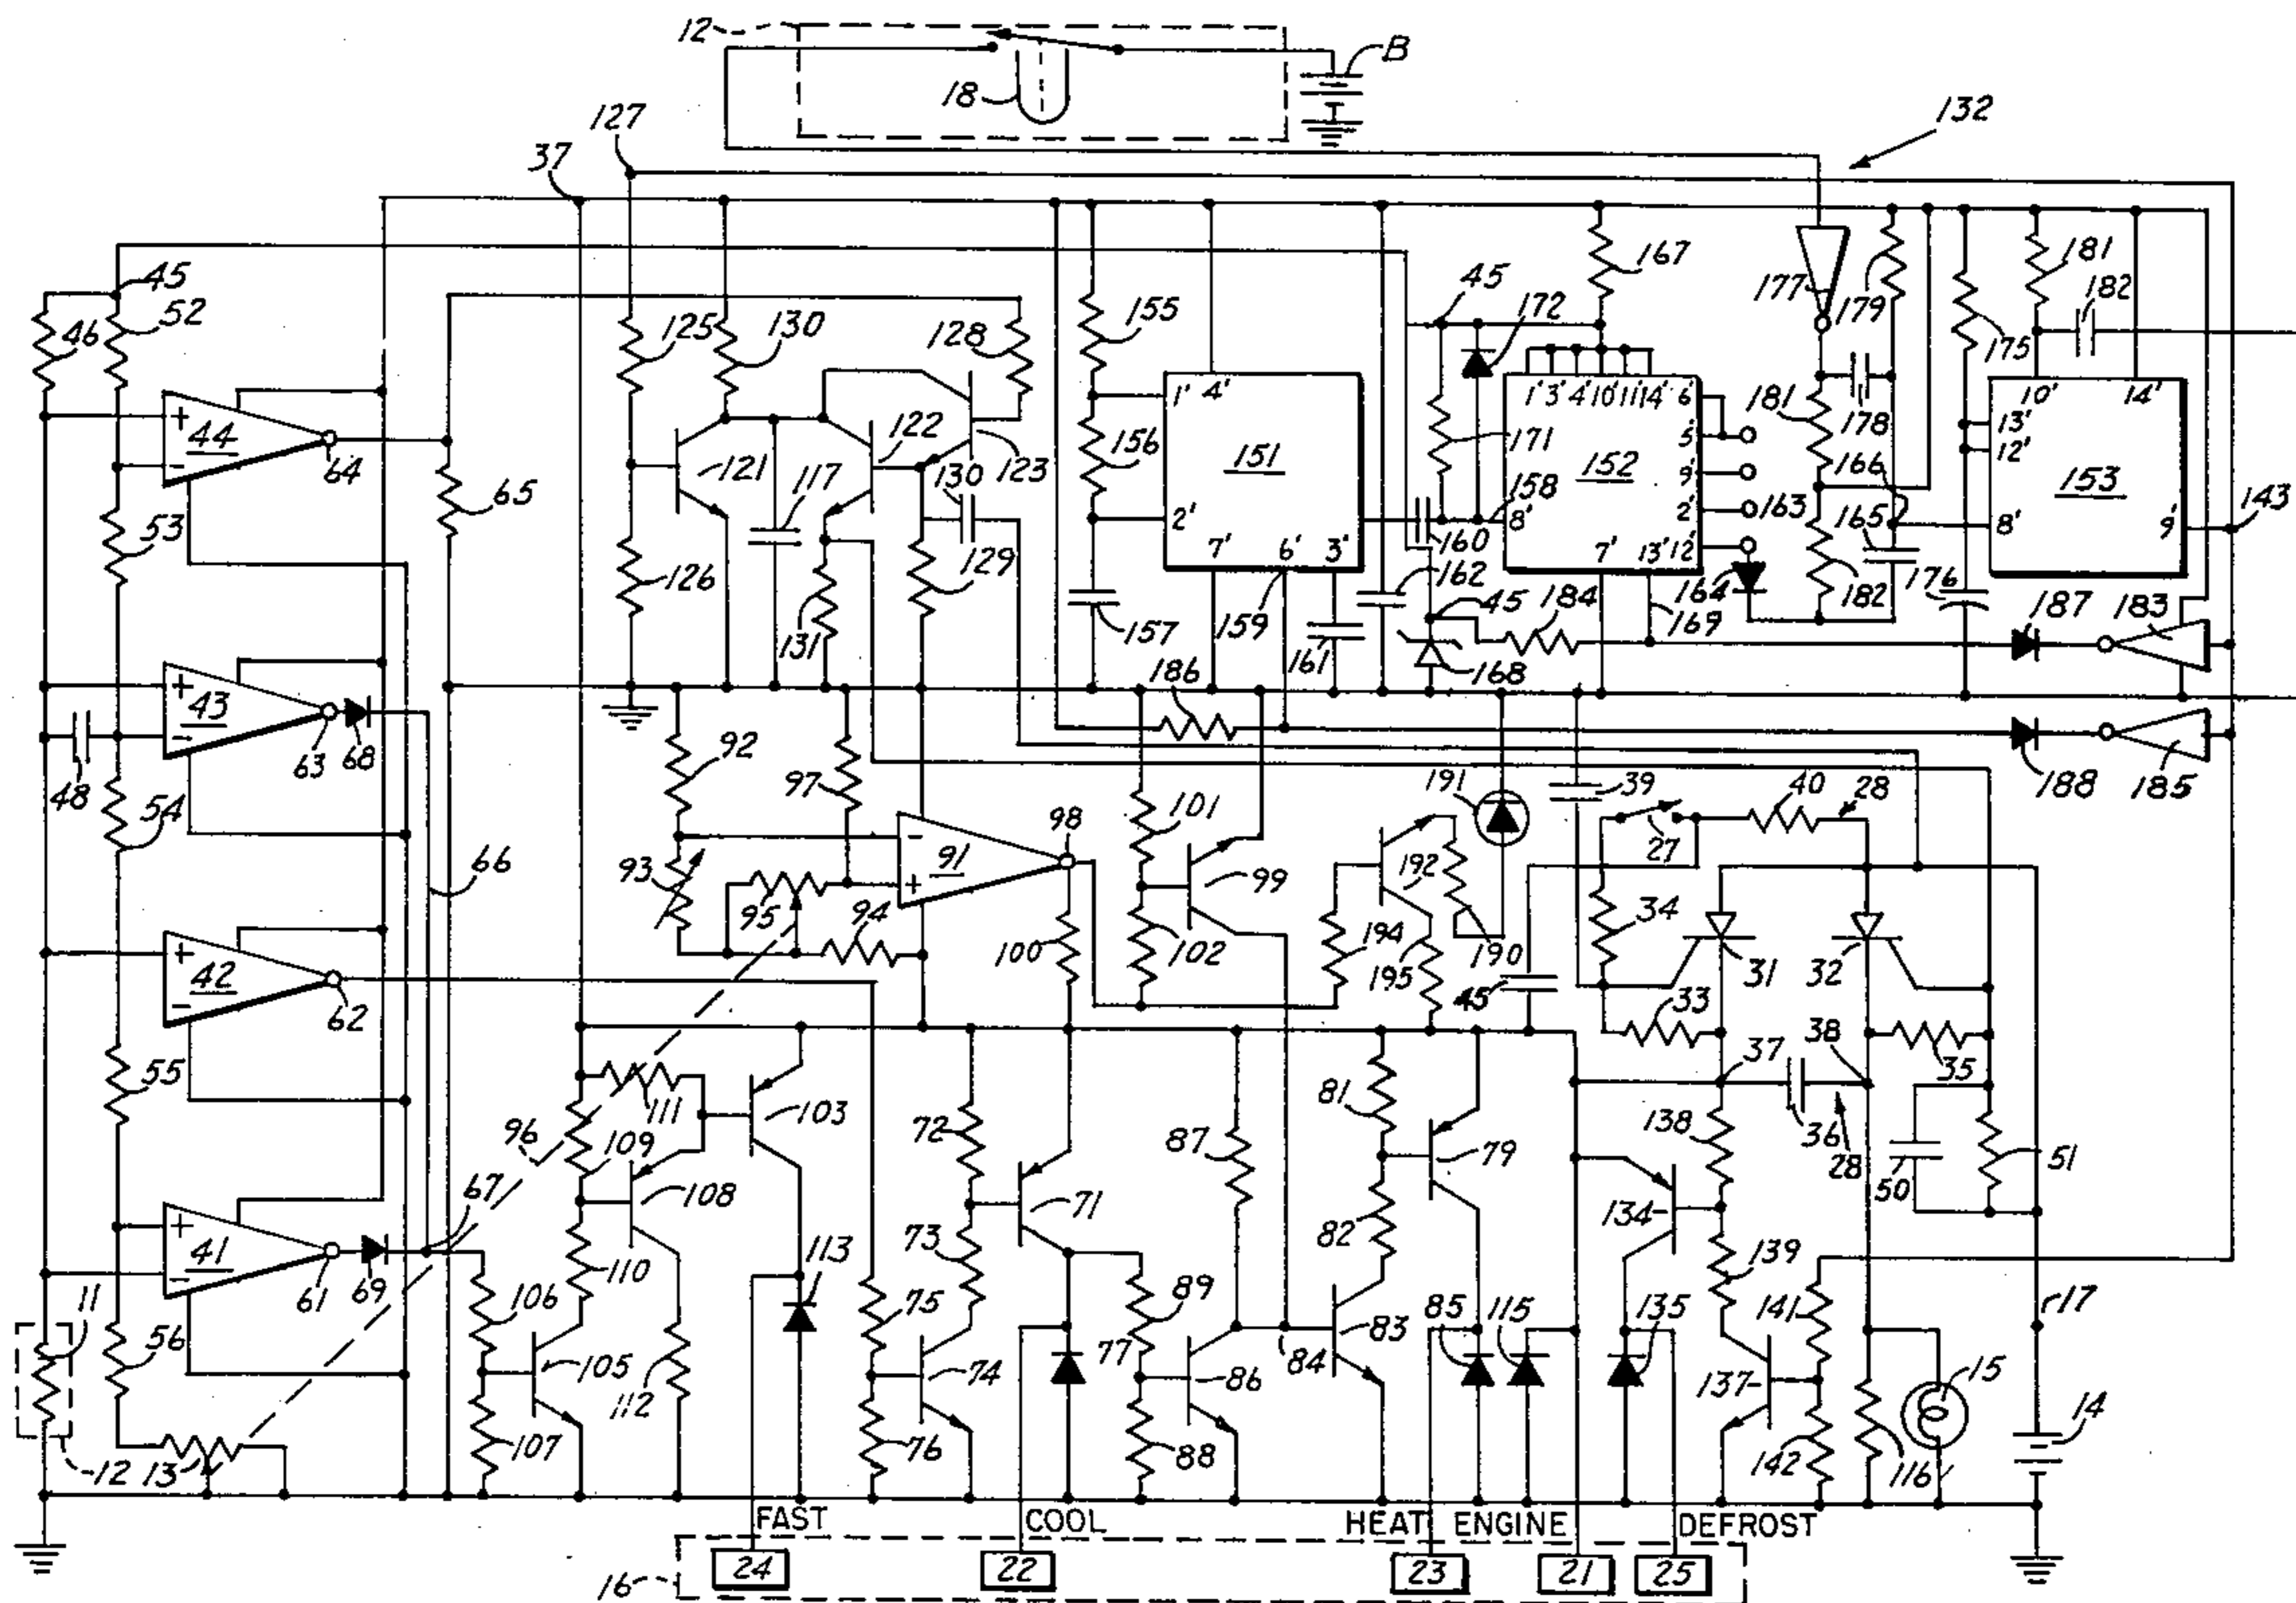 12 18 B
127 132
37
45 45 167 177 179 181 182
46 52 125 130 128 155 172 175
1' 4' 1' 3' 4' 10' 11' 14' 6' 10' 14'
+ 44 - 64 121 117 122 123 156 151 171 5' 181 178 13' 12'
65 130 2' 9' 152 166 153
53 158 8' 2' 163 165 8' 9' 143
126 131 129 7' 6' 3' 160 7' 13' 12'
157 159 161 162 45 184 164 182 176 187 183
186 168 169
+ 43 - 63 68
48 92 97 191 39 40 28 188 185
54 101 98 27
66 93 - 91 + 99 192 34
95 94 100 102 194 190 31 32
+ 42 - 62 195 45 33
38
55 37 35
96 111 103 72 81 138 36 28
109 87 79 50 51
67 108 71 82 134
+ 41 - 61 69 113 73 139
11 110 106 75 89 85 115 135 141 17
56 105 74 77 86 84 83 137 15
112 14
12 13 107 76 88 142 116
FAST COOL HEAT ENGINE DEFROST
16 24 22 23 21 25